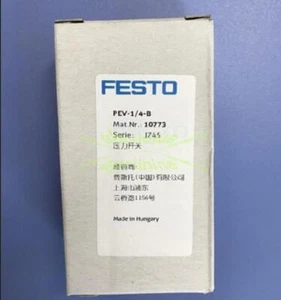 FESTO
PEV-1/4-B
Mat Nr.: 10773
Serie: J745
压力开关
经销商:
费斯托(中国)有限公司
上海山浦东
云桥路1156号
Made in Hungary